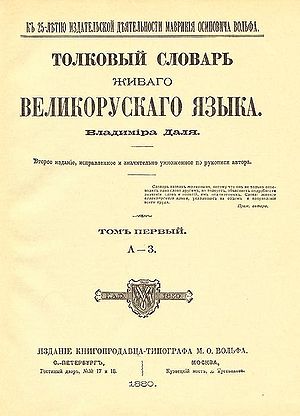 КЪ 25-ЛѢТІЮ ИЗДАТЕЛЬСКОЙ ДѢЯТЕЛЬНОСТИ МАВРИКІЯ ОСИПОВИЧА ВОЛЬФА.
ТОЛКОВЫЙ СЛОВАРЬ
ЖИВАГО
ВЕЛИКОРУСКАГО ЯЗЫКА.
Владиміра Даля.
Второе изданіе, исправленное и значительно умноженное по рукописи автора.
ТОМЪ ПЕРВЫЙ.
А—З.
ИЗДАНІЕ КНИГОПРОДАВЦА-ТИПОГРАФА М. О. ВОЛЬФА.
С.-ПЕТЕРБУРГЪ, МОСКВА,
Гостиный дворъ, №№ 17 и 18. Кузнецкій мостъ, д.
1880.